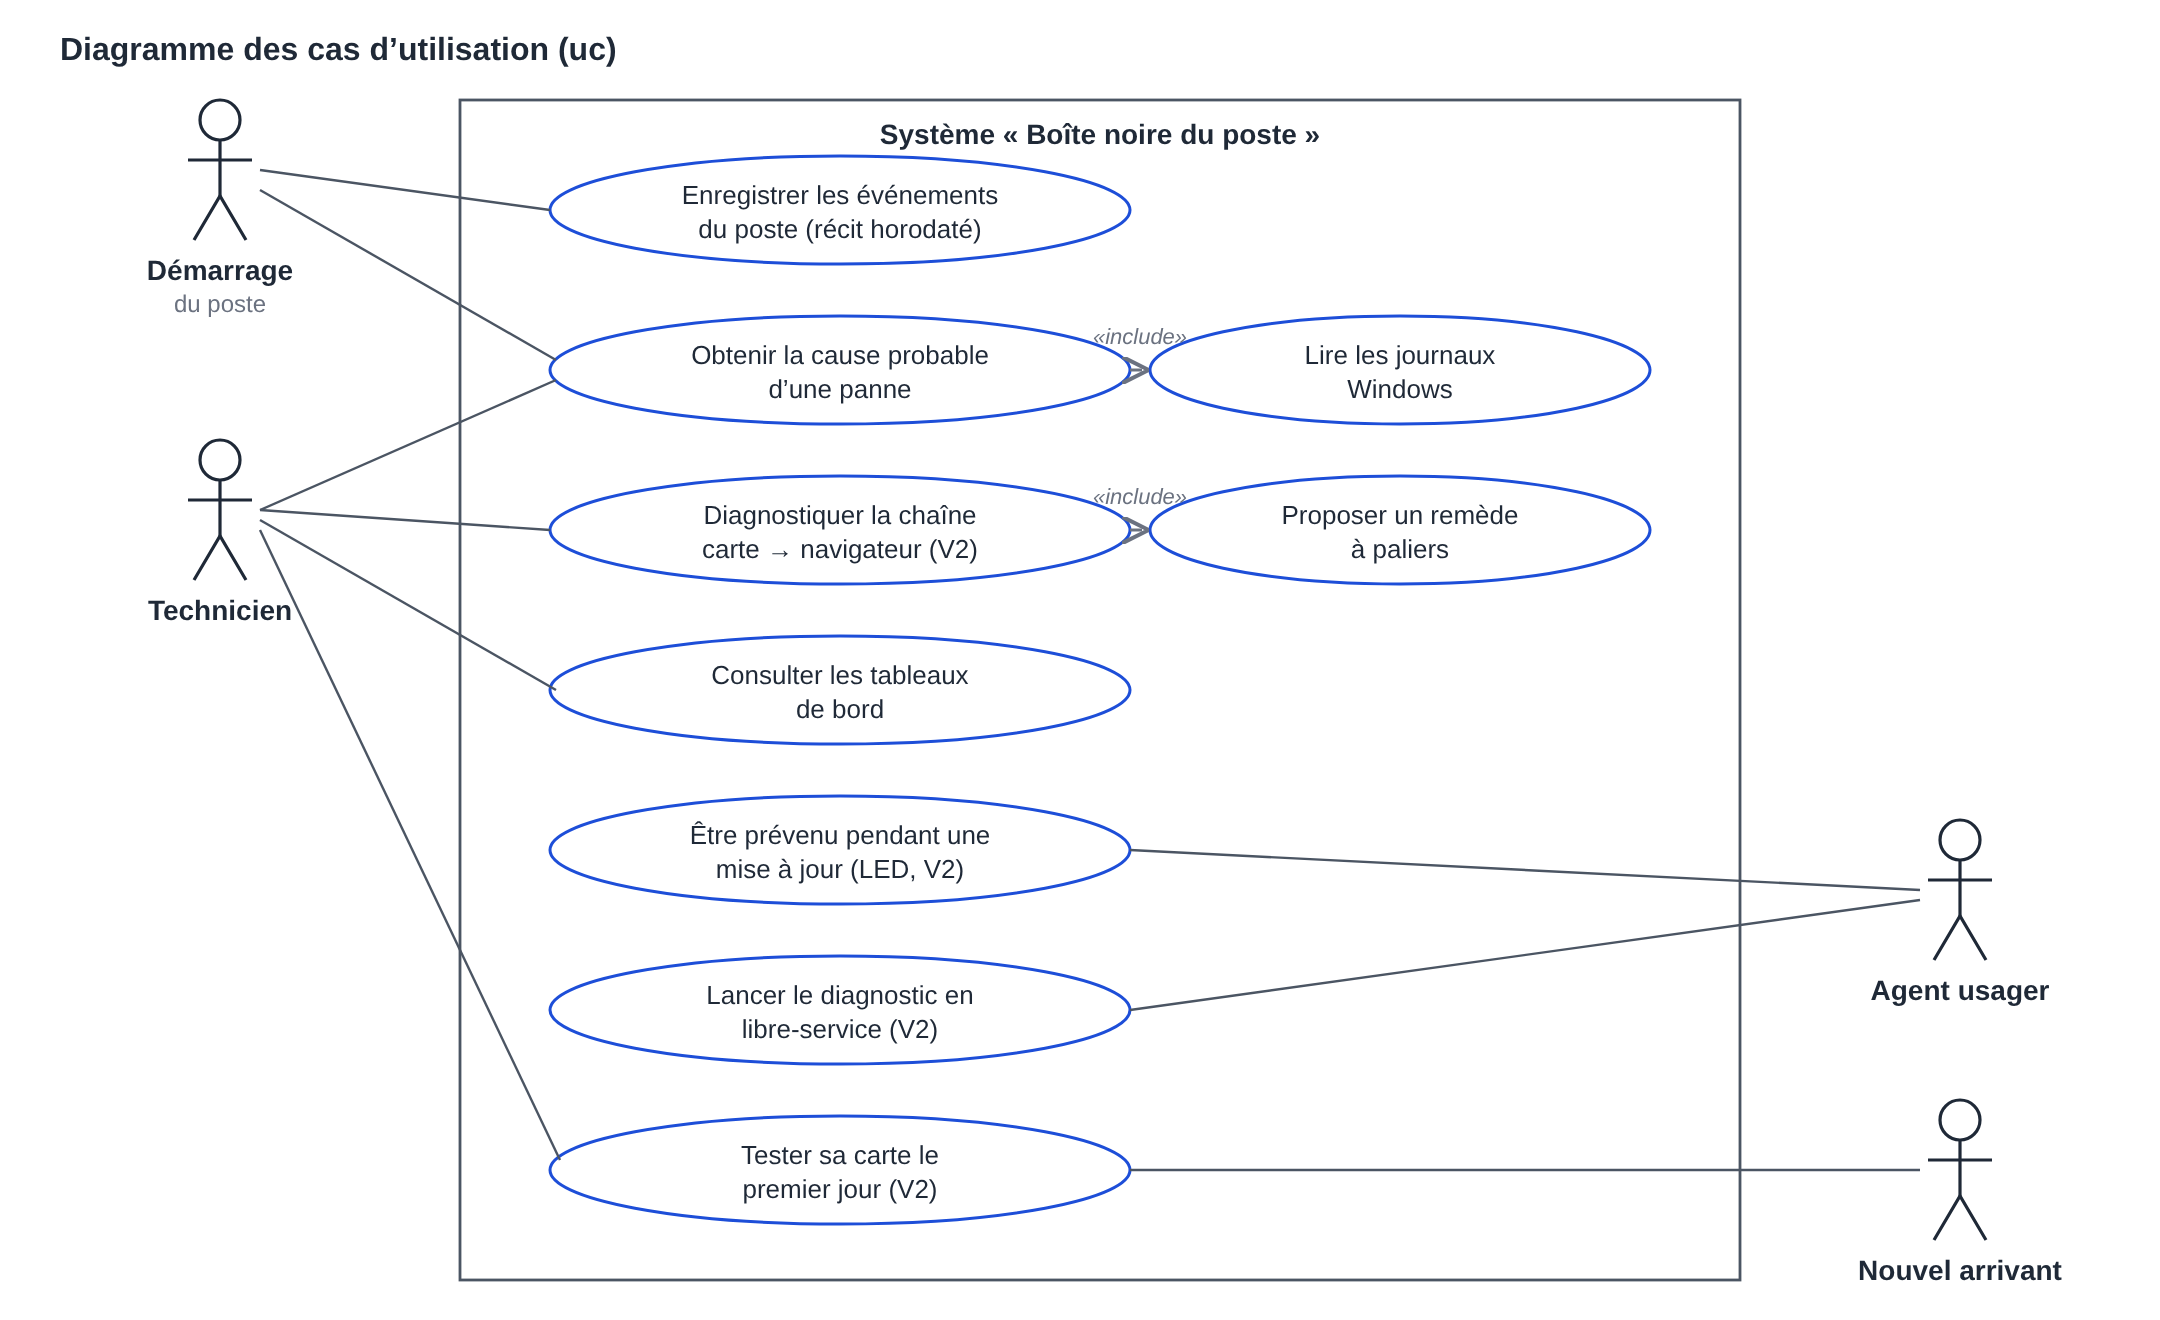 Diagramme des cas d’utilisation (uc)
Système « Boîte noire du poste »
Démarrage
du poste
Enregistrer les événements
du poste (récit horodaté)
Obtenir la cause probable
d’une panne
«include»
Lire les journaux
Windows
Technicien
Diagnostiquer la chaîne
carte → navigateur (V2)
«include»
Proposer un remède
à paliers
Consulter les tableaux
de bord
Être prévenu pendant une
mise à jour (LED, V2)
Agent usager
Lancer le diagnostic en
libre-service (V2)
Tester sa carte le
premier jour (V2)
Nouvel arrivant